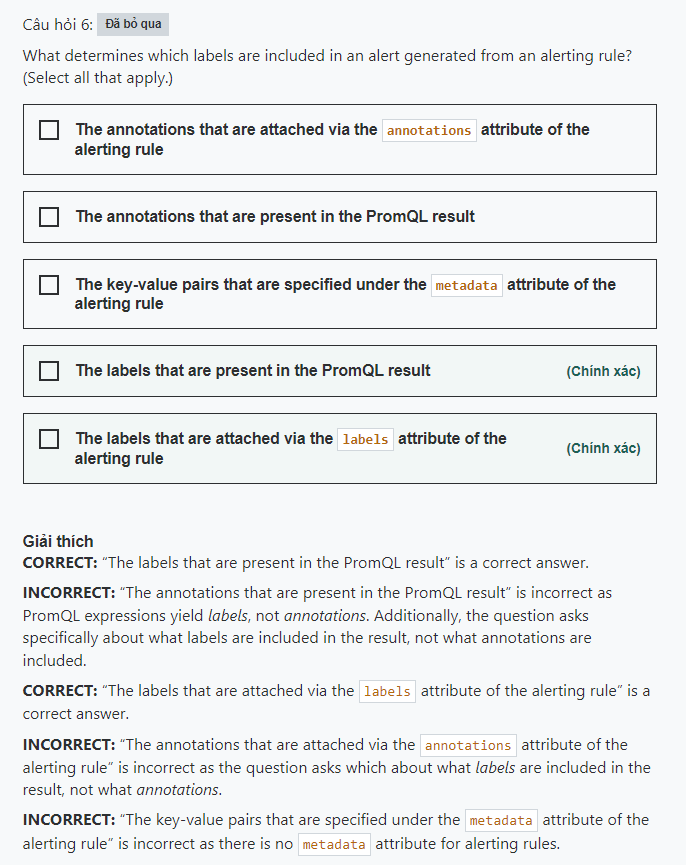 Câu hỏi 6: Đã bỏ qua
What determines which labels are included in an alert generated from an alerting rule?
(Select all that apply.)
The annotations that are attached via the annotations attribute of the
alerting rule
The annotations that are present in the PromQL result
The key-value pairs that are specified under the metadata attribute of the
alerting rule
The labels that are present in the PromQL result (Chính xác)
The labels that are attached via the labels attribute of the
alerting rule (Chính xác)
Giải thích
CORRECT: “The labels that are present in the PromQL result” is a correct answer.
INCORRECT: “The annotations that are present in the PromQL result” is incorrect as
PromQL expressions yield labels, not annotations. Additionally, the question asks
specifically about what labels are included in the result, not what annotations are
included.
CORRECT: “The labels that are attached via the labels attribute of the alerting rule” is a
correct answer.
INCORRECT: “The annotations that are attached via the annotations attribute of the
alerting rule” is incorrect as the question asks which about what labels are included in the
result, not what annotations.
INCORRECT: “The key-value pairs that are specified under the metadata attribute of the
alerting rule” is incorrect as there is no metadata attribute for alerting rules.